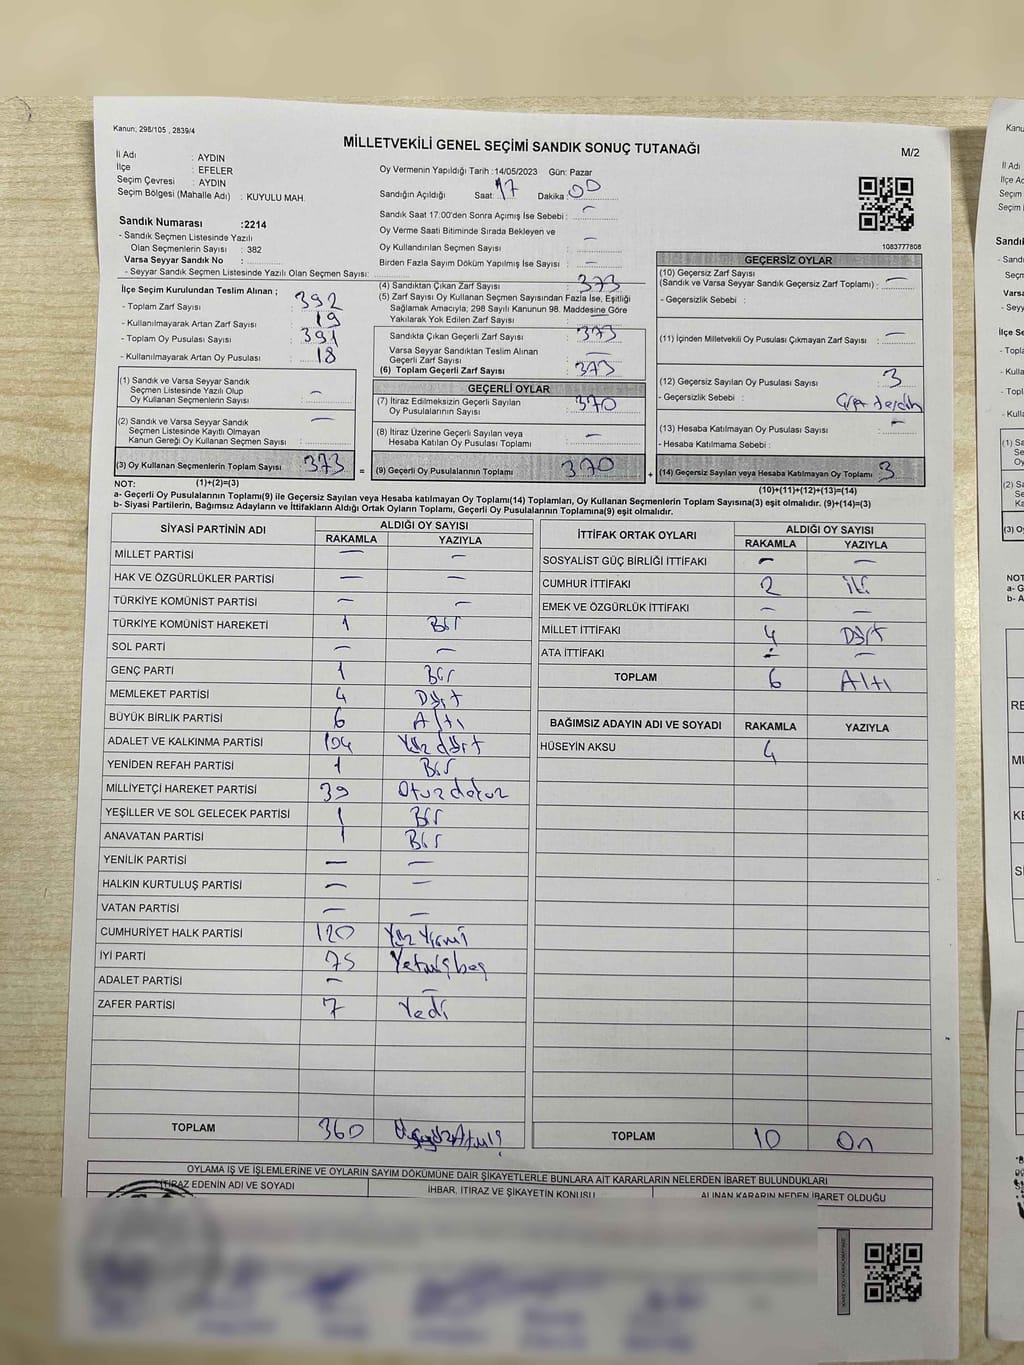 Kanun; 298/105 , 2839/4
MİLLETVEKİLİ GENEL SEÇİMİ SANDIK SONUÇ TUTANAĞI
M/2
İl Adı : AYDIN
İlçe : EFELER
Seçim Çevresi : AYDIN
Seçim Bölgesi (Mahalle Adı) : KUYULU MAH.
Oy Vermenin Yapıldığı Tarih :14/05/2023 Gün: Pazar
Sandığın Açıldığı Saat: 17 Dakika : 00
Sandık Saat 17:00'den Sonra Açımış İse Sebebi : -
Oy Verme Saati Bitiminde Sırada Bekleyen ve
Oy Kullandırılan Seçmen Sayısı : -
Birden Fazla Sayım Döküm Yapılmış İse Sayısı : -
1083777808
Sandık Numarası :2214
- Sandık Seçmen Listesinde Yazılı
Olan Seçmenlerin Sayısı : 382
Varsa Seyyar Sandık No :
- Seyyar Sandık Seçmen Listesinde Yazılı Olan Seçmen Sayısı:
İlçe Seçim Kurulundan Teslim Alınan ;
- Toplam Zarf Sayısı : 392
- Kullanılmayarak Artan Zarf Sayısı : 19
- Toplam Oy Pusulası Sayısı : 391
- Kullanılmayarak Artan Oy Pusulası : 18
(1) Sandık ve Varsa Seyyar Sandık
Seçmen Listesinde Yazılı Olup
Oy Kullanan Seçmenlerin Sayısı : -
(2) Sandık ve Varsa Seyyar Sandık
Seçmen Listesinde Kayıtlı Olmayan
Kanun Gereği Oy Kullanan Seçmen Sayısı : -
(3) Oy Kullanan Seçmenlerin Toplam Sayısı 373
(4) Sandıktan Çıkan Zarf Sayısı : 373
(5) Zarf Sayısı Oy Kullanan Seçmen Sayısından Fazla İse, Eşitliği
Sağlamak Amacıyla; 298 Sayılı Kanunun 98. Maddesine Göre
Yakılarak Yok Edilen Zarf Sayısı : -
Sandıkta Çıkan Geçerli Zarf Sayısı : 373
Varsa Seyyar Sandıktan Teslim Alınan
Geçerli Zarf Sayısı : -
(6) Toplam Geçerli Zarf Sayısı : 373
GEÇERLİ OYLAR
(7) İtiraz Edilmeksizin Geçerli Sayılan
Oy Pusulalarının Sayısı : 370
(8) İtiraz Üzerine Geçerli Sayılan veya
Hesaba Katılan Oy Pusulası Toplamı : -
= (9) Geçerli Oy Pusulalarının Toplamı 370
GEÇERSİZ OYLAR
(10) Geçersiz Zarf Sayısı
(Sandık ve Varsa Seyyar Sandık Geçersiz Zarf Toplamı) : -
- Geçersizlik Sebebi :
(11) İçinden Milletvekili Oy Pusulası Çıkmayan Zarf Sayısı : -
(12) Geçersiz Sayılan Oy Pusulası Sayısı : 3
- Geçersizlik Sebebi :
(13) Hesaba Katılmayan Oy Pusulası Sayısı : -
- Hesaba Katılmama Sebebi :
+ (14) Geçersiz Sayılan veya Hesaba Katılmayan Oy Toplamı 3
NOT: (1)+(2)=(3)
(10)+(11)+(12)+(13)=(14)
a- Geçerli Oy Pusulalarının Toplamı(9) ile Geçersiz Sayılan veya Hesaba katılmayan Oy Toplamı(14) Toplamları, Oy Kullanan Seçmenlerin Toplam Sayısına(3) eşit olmalıdır. (9)+(14)=(3)
b- Siyasi Partilerin, Bağımsız Adayların ve İttifakların Aldığı Ortak Oyların Toplamı, Geçerli Oy Pusulalarının Toplamına(9) eşit olmalıdır.
SİYASİ PARTİNİN ADI ALDIĞI OY SAYISI
RAKAMLA YAZIYLA
MİLLET PARTİSİ - -
HAK VE ÖZGÜRLÜKLER PARTİSİ - -
TÜRKİYE KOMÜNİST PARTİSİ - -
TÜRKİYE KOMÜNİST HAREKETİ 1 Bir
SOL PARTİ - -
GENÇ PARTİ 1 Bir
MEMLEKET PARTİSİ 4 Dört
BÜYÜK BİRLİK PARTİSİ 6 Altı
ADALET VE KALKINMA PARTİSİ 104 Yüz dört
YENİDEN REFAH PARTİSİ 1 Bir
MİLLİYETÇİ HAREKET PARTİSİ 39 Otuz dokuz
YEŞİLLER VE SOL GELECEK PARTİSİ 1 Bir
ANAVATAN PARTİSİ 1 Bir
YENİLİK PARTİSİ - -
HALKIN KURTULUŞ PARTİSİ - -
VATAN PARTİSİ - -
CUMHURİYET HALK PARTİSİ 120 Yüz Yirmi
İYİ PARTİ 75 Yetmiş beş
ADALET PARTİSİ - -
ZAFER PARTİSİ 7 Yedi
TOPLAM 360 Üçyüz Atmış
İTTİFAK ORTAK OYLARI ALDIĞI OY SAYISI
RAKAMLA YAZIYLA
SOSYALİST GÜÇ BİRLİĞİ İTTİFAKI - -
CUMHUR İTTİFAKI 2 iki
EMEK VE ÖZGÜRLÜK İTTİFAKI - -
MİLLET İTTİFAKI 4 Dört
ATA İTTİFAKI - -
TOPLAM 6 Altı
BAĞIMSIZ ADAYIN ADI VE SOYADI RAKAMLA YAZIYLA
HÜSEYİN AKSU 4
TOPLAM 10 On
OYLAMA İŞ VE İŞLEMLERİNE VE OYLARIN SAYIM DÖKÜMÜNE DAİR ŞİKAYETLERLE BUNLARA AİT KARARLARIN NELERDEN İBARET BULUNDUKLARI
İTİRAZ EDENİN ADI VE SOYADI İHBAR, İTİRAZ VE ŞİKAYETİN KONUSU ALINAN KARARIN NEDEN İBARET OLDUĞU